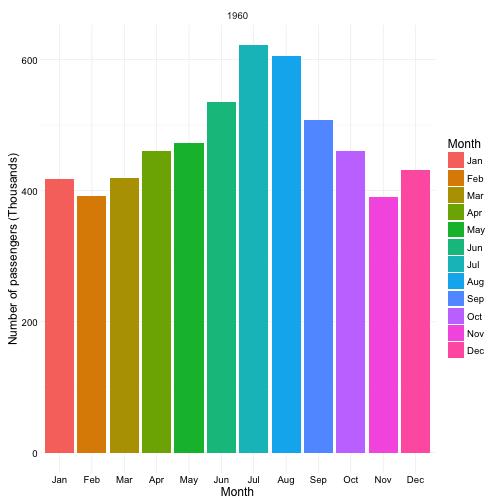 1960
Number of passengers (Thousands)
600
400
200
0
Jan Feb Mar Apr May Jun Jul Aug Sep Oct Nov Dec
Month
Month
Jan
Feb
Mar
Apr
May
Jun
Jul
Aug
Sep
Oct
Nov
Dec